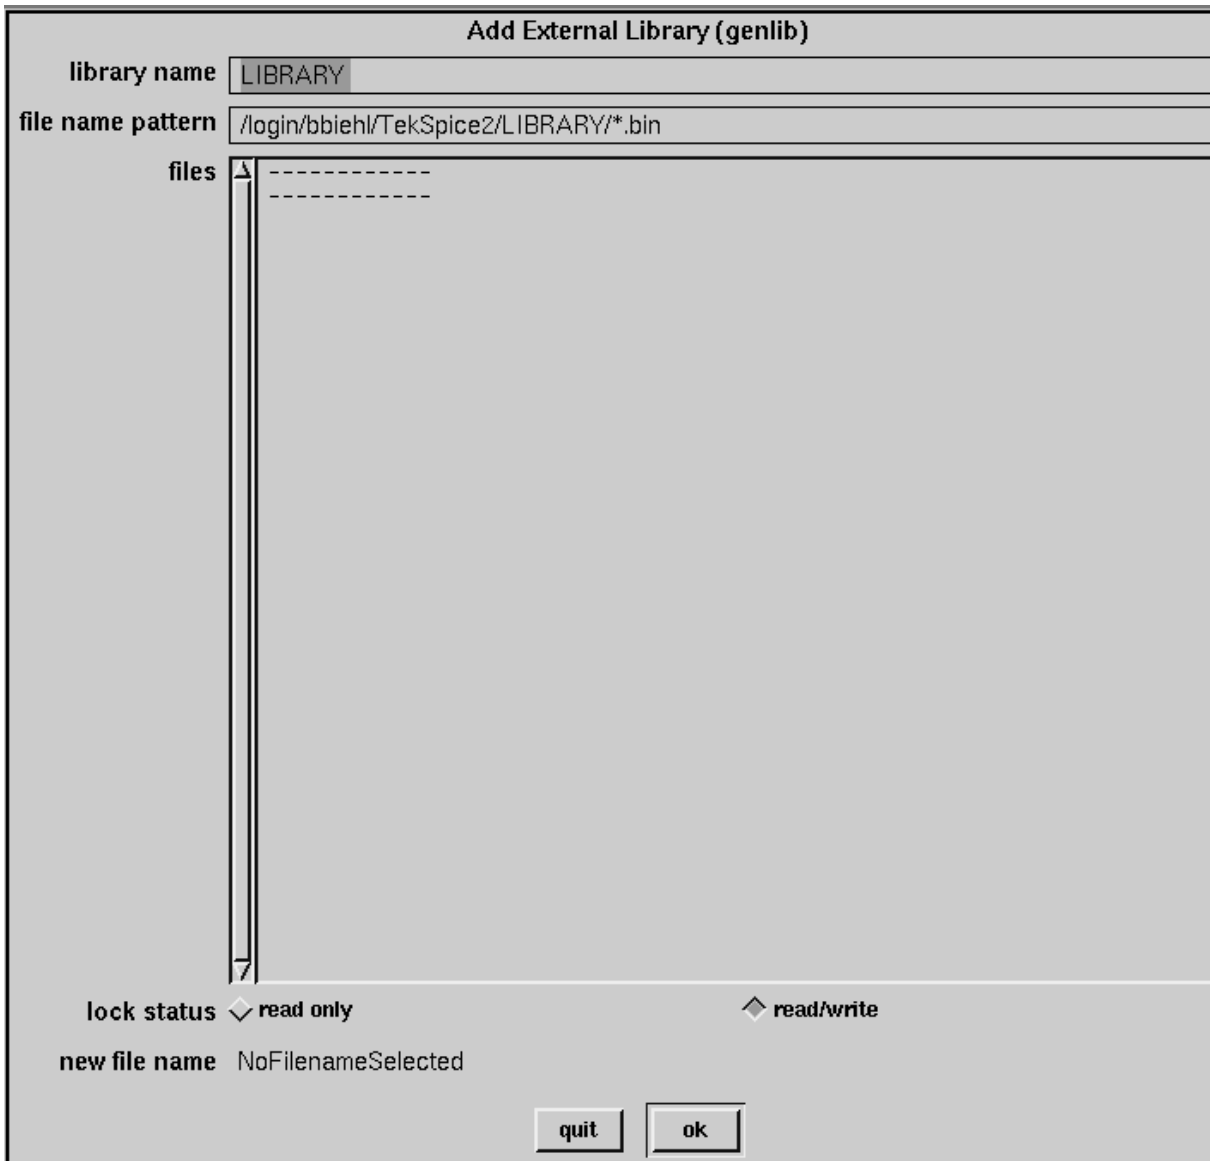 Add External Library (genlib)
library name LIBRARY
file name pattern /login/bbiehl/TekSpice2/LIBRARY/*.bin
files ------------
------------
lock status read only read/write
new file name NoFilenameSelected
quit ok